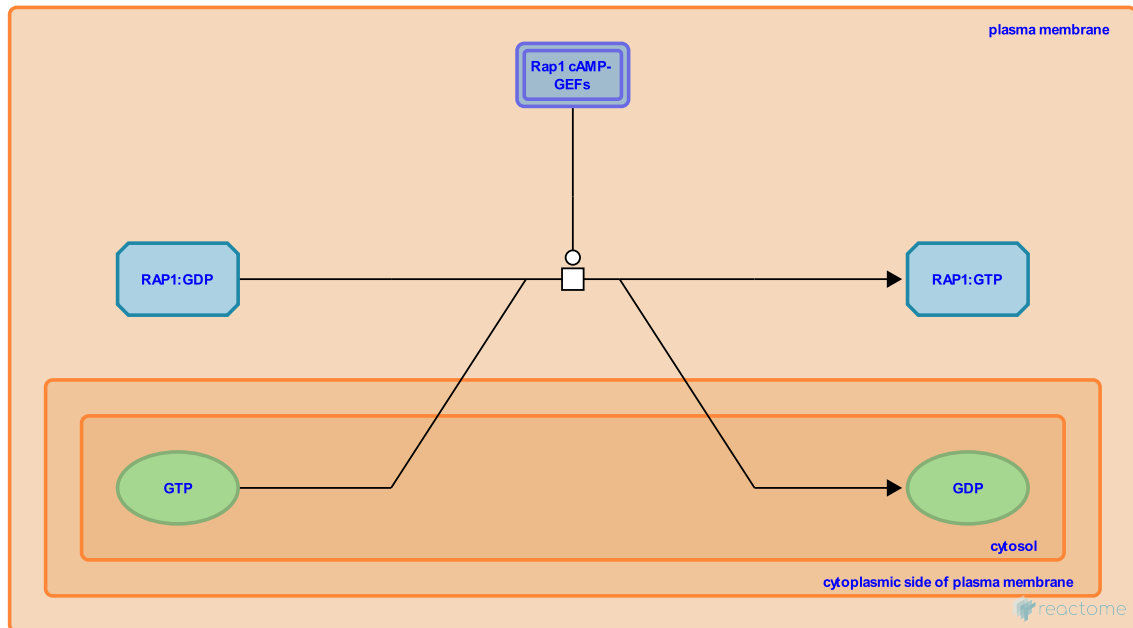 plasma membrane
Rap1 cAMP-
GEFs
RAP1:GDP
RAP1:GTP
GTP
GDP
cytosol
cytoplasmic side of plasma membrane
reactome